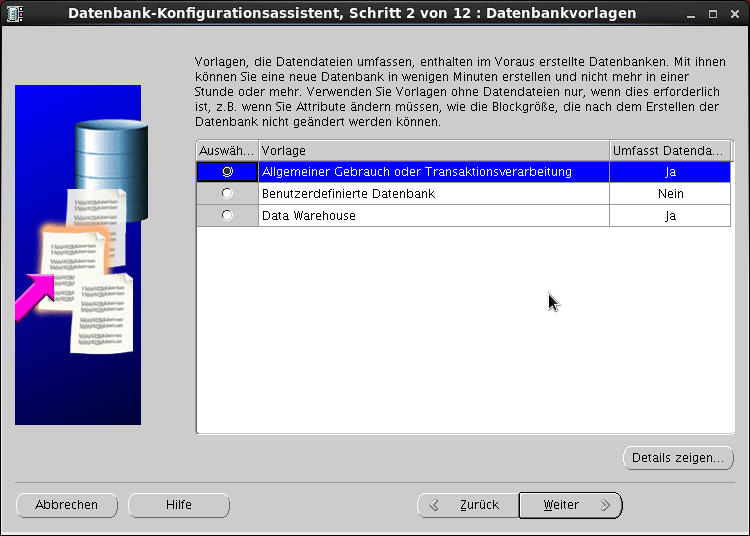 Datenbank-Konfigurationsassistent, Schritt 2 von 12 : Datenbankvorlagen
Vorlagen, die Datendateien umfassen, enthalten im Voraus erstellte Datenbanken. Mit ihnen
können Sie eine neue Datenbank in wenigen Minuten erstellen und nicht mehr in einer
Stunde oder mehr. Verwenden Sie Vorlagen ohne Datendateien nur, wenn dies erforderlich
ist, z.B. wenn Sie Attribute ändern müssen, wie die Blockgröße, die nach dem Erstellen der
Datenbank nicht geändert werden können.
Auswäh... Vorlage Umfasst Datenda...
Allgemeiner Gebrauch oder Transaktionsverarbeitung Ja
Benutzerdefinierte Datenbank Nein
Data Warehouse Ja
Details zeigen...
Abbrechen Hilfe Zurück Weiter